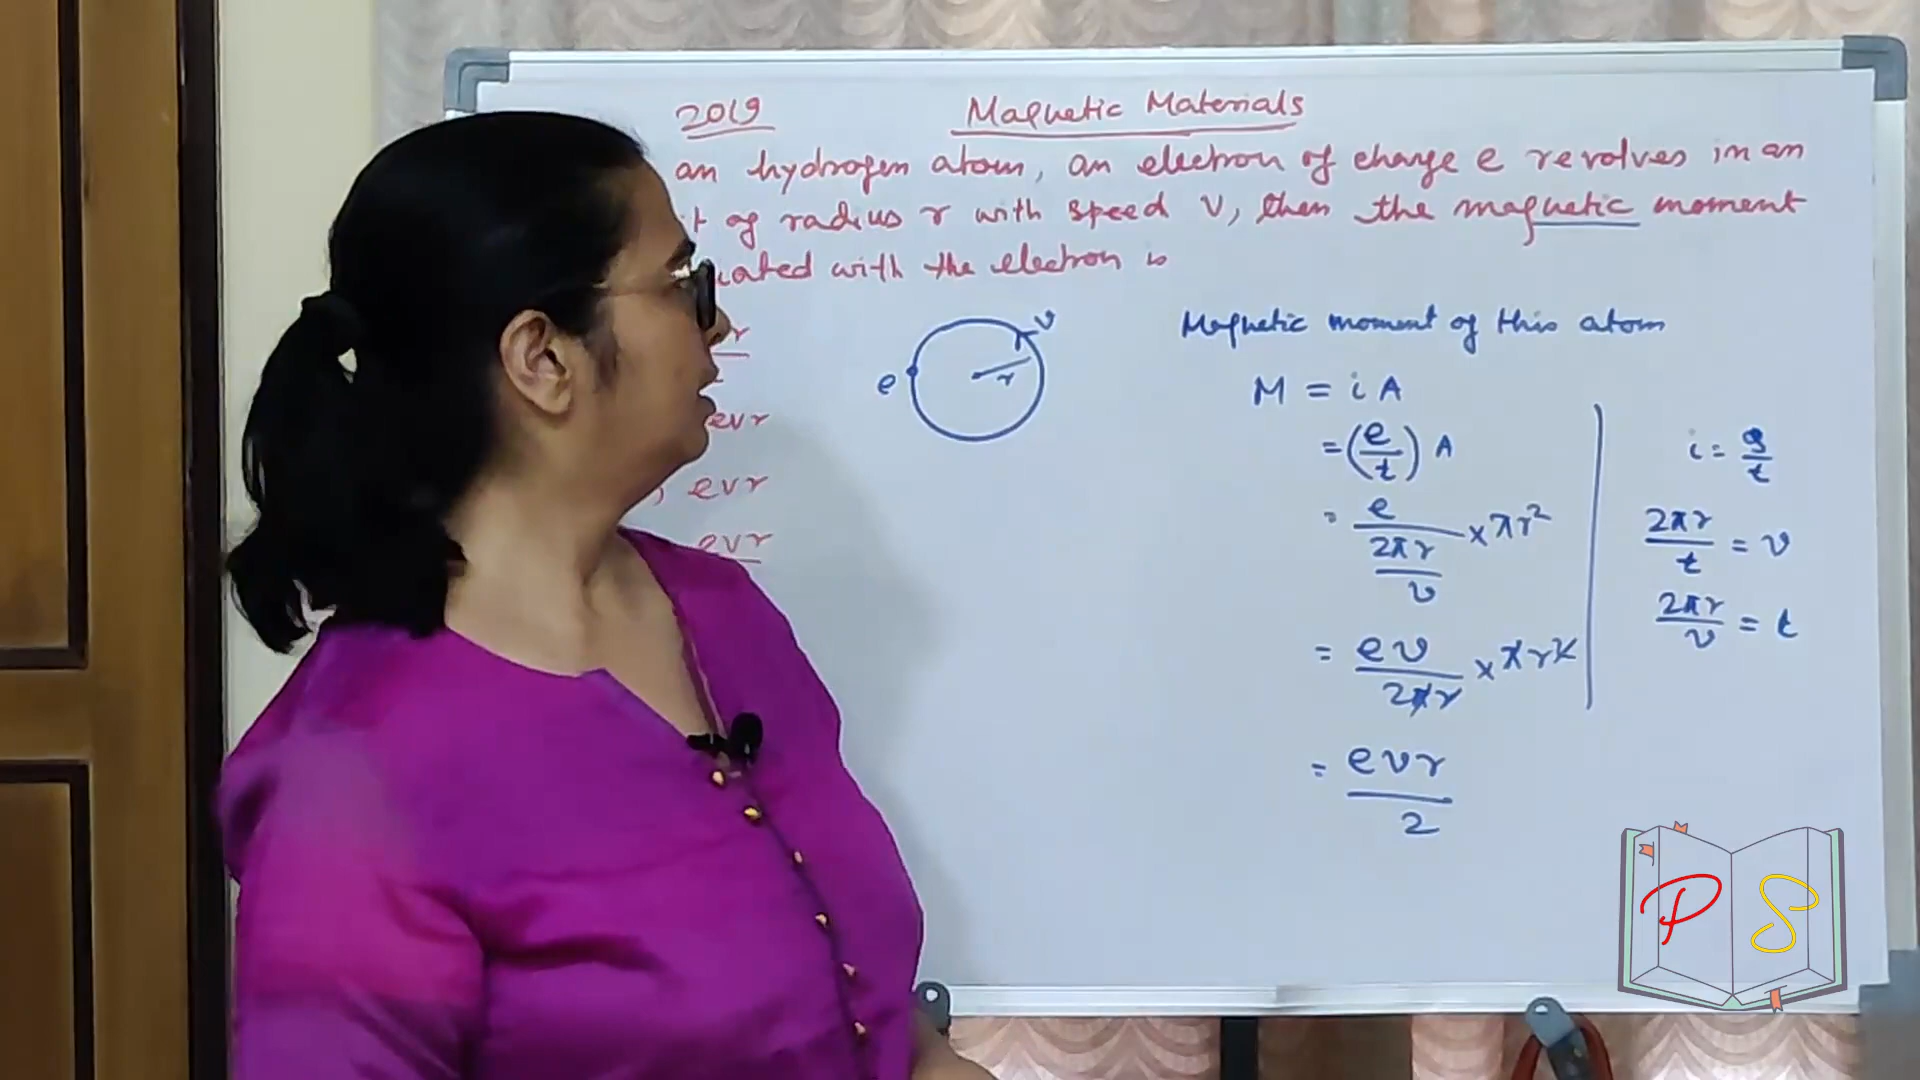 2019
Magnetic Materials
an hydrogen atom, an electron of charge e revolves in an
of radius r with speed v, then the magnetic moment
with the electron is
evr
evr
evr
e
v
r
Magnetic moment of this atom
M = i A
= (e/t) A
= e/(2πr/v) × πr²
= ev/2πr × πr²
= evr/2
i = q/t
2πr/t = v
2πr/v = t
P S